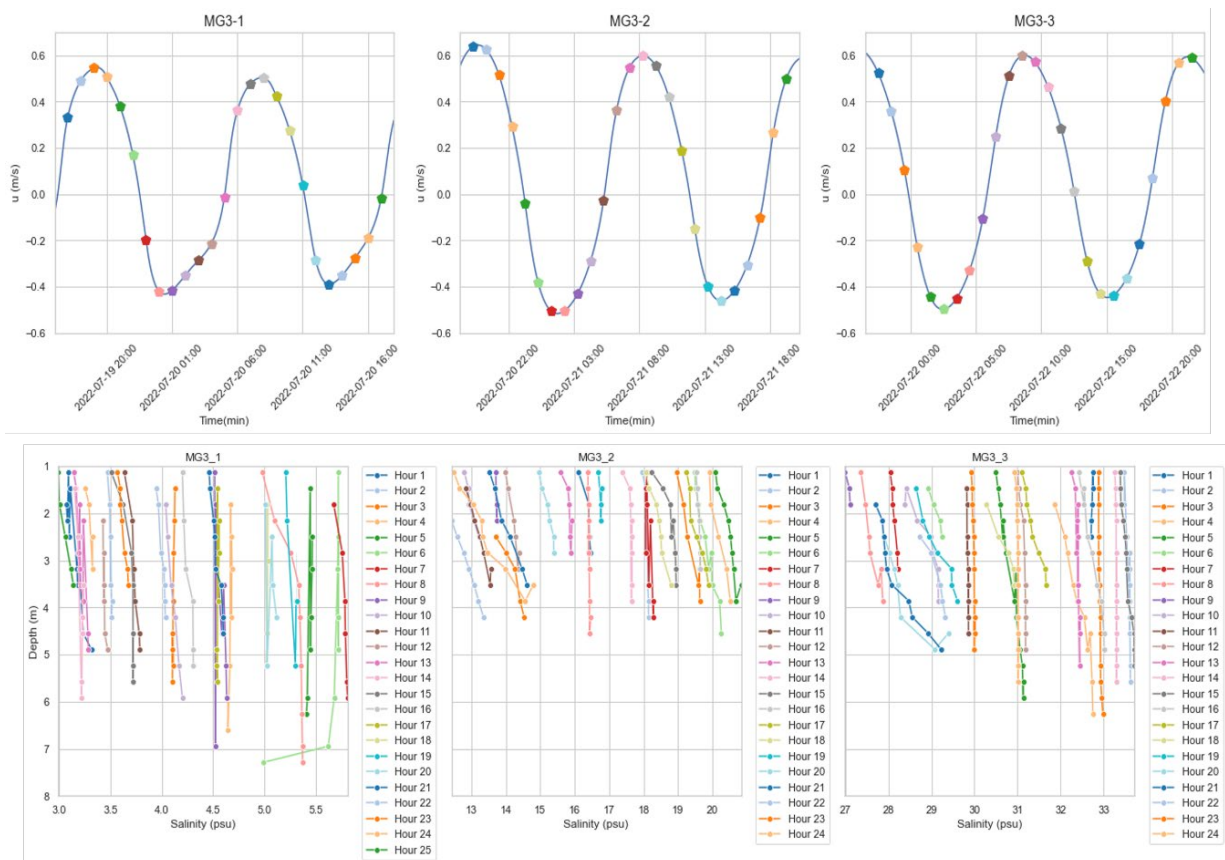 MG3-1
MG3-2
MG3-3
u (m/s)
0.6
0.4
0.2
0.0
−0.2
−0.4
−0.6
2022-07-19 20:00
2022-07-20 01:00
2022-07-20 06:00
2022-07-20 11:00
2022-07-20 16:00
Time(min)
u (m/s)
0.6
0.4
0.2
0.0
−0.2
−0.4
−0.6
2022-07-20 22:00
2022-07-21 03:00
2022-07-21 08:00
2022-07-21 13:00
2022-07-21 18:00
Time(min)
u (m/s)
0.6
0.4
0.2
0.0
−0.2
−0.4
−0.6
2022-07-22 00:00
2022-07-22 05:00
2022-07-22 10:00
2022-07-22 15:00
2022-07-22 20:00
Time(min)
MG3_1
Depth (m)
1
2
3
4
5
6
7
8
3.0 3.5 4.0 4.5 5.0 5.5
Salinity (psu)
Hour 1
Hour 2
Hour 3
Hour 4
Hour 5
Hour 6
Hour 7
Hour 8
Hour 9
Hour 10
Hour 11
Hour 12
Hour 13
Hour 14
Hour 15
Hour 16
Hour 17
Hour 18
Hour 19
Hour 20
Hour 21
Hour 22
Hour 23
Hour 24
Hour 25
MG3_2
13 14 15 16 17 18 19 20
Salinity (psu)
Hour 1
Hour 2
Hour 3
Hour 4
Hour 5
Hour 6
Hour 7
Hour 8
Hour 9
Hour 10
Hour 11
Hour 12
Hour 13
Hour 14
Hour 15
Hour 16
Hour 17
Hour 18
Hour 19
Hour 20
Hour 21
Hour 22
Hour 23
Hour 24
MG3_3
27 28 29 30 31 32 33
Salinity (psu)
Hour 1
Hour 2
Hour 3
Hour 4
Hour 5
Hour 6
Hour 7
Hour 8
Hour 9
Hour 10
Hour 11
Hour 12
Hour 13
Hour 14
Hour 15
Hour 16
Hour 17
Hour 18
Hour 19
Hour 20
Hour 21
Hour 22
Hour 23
Hour 24